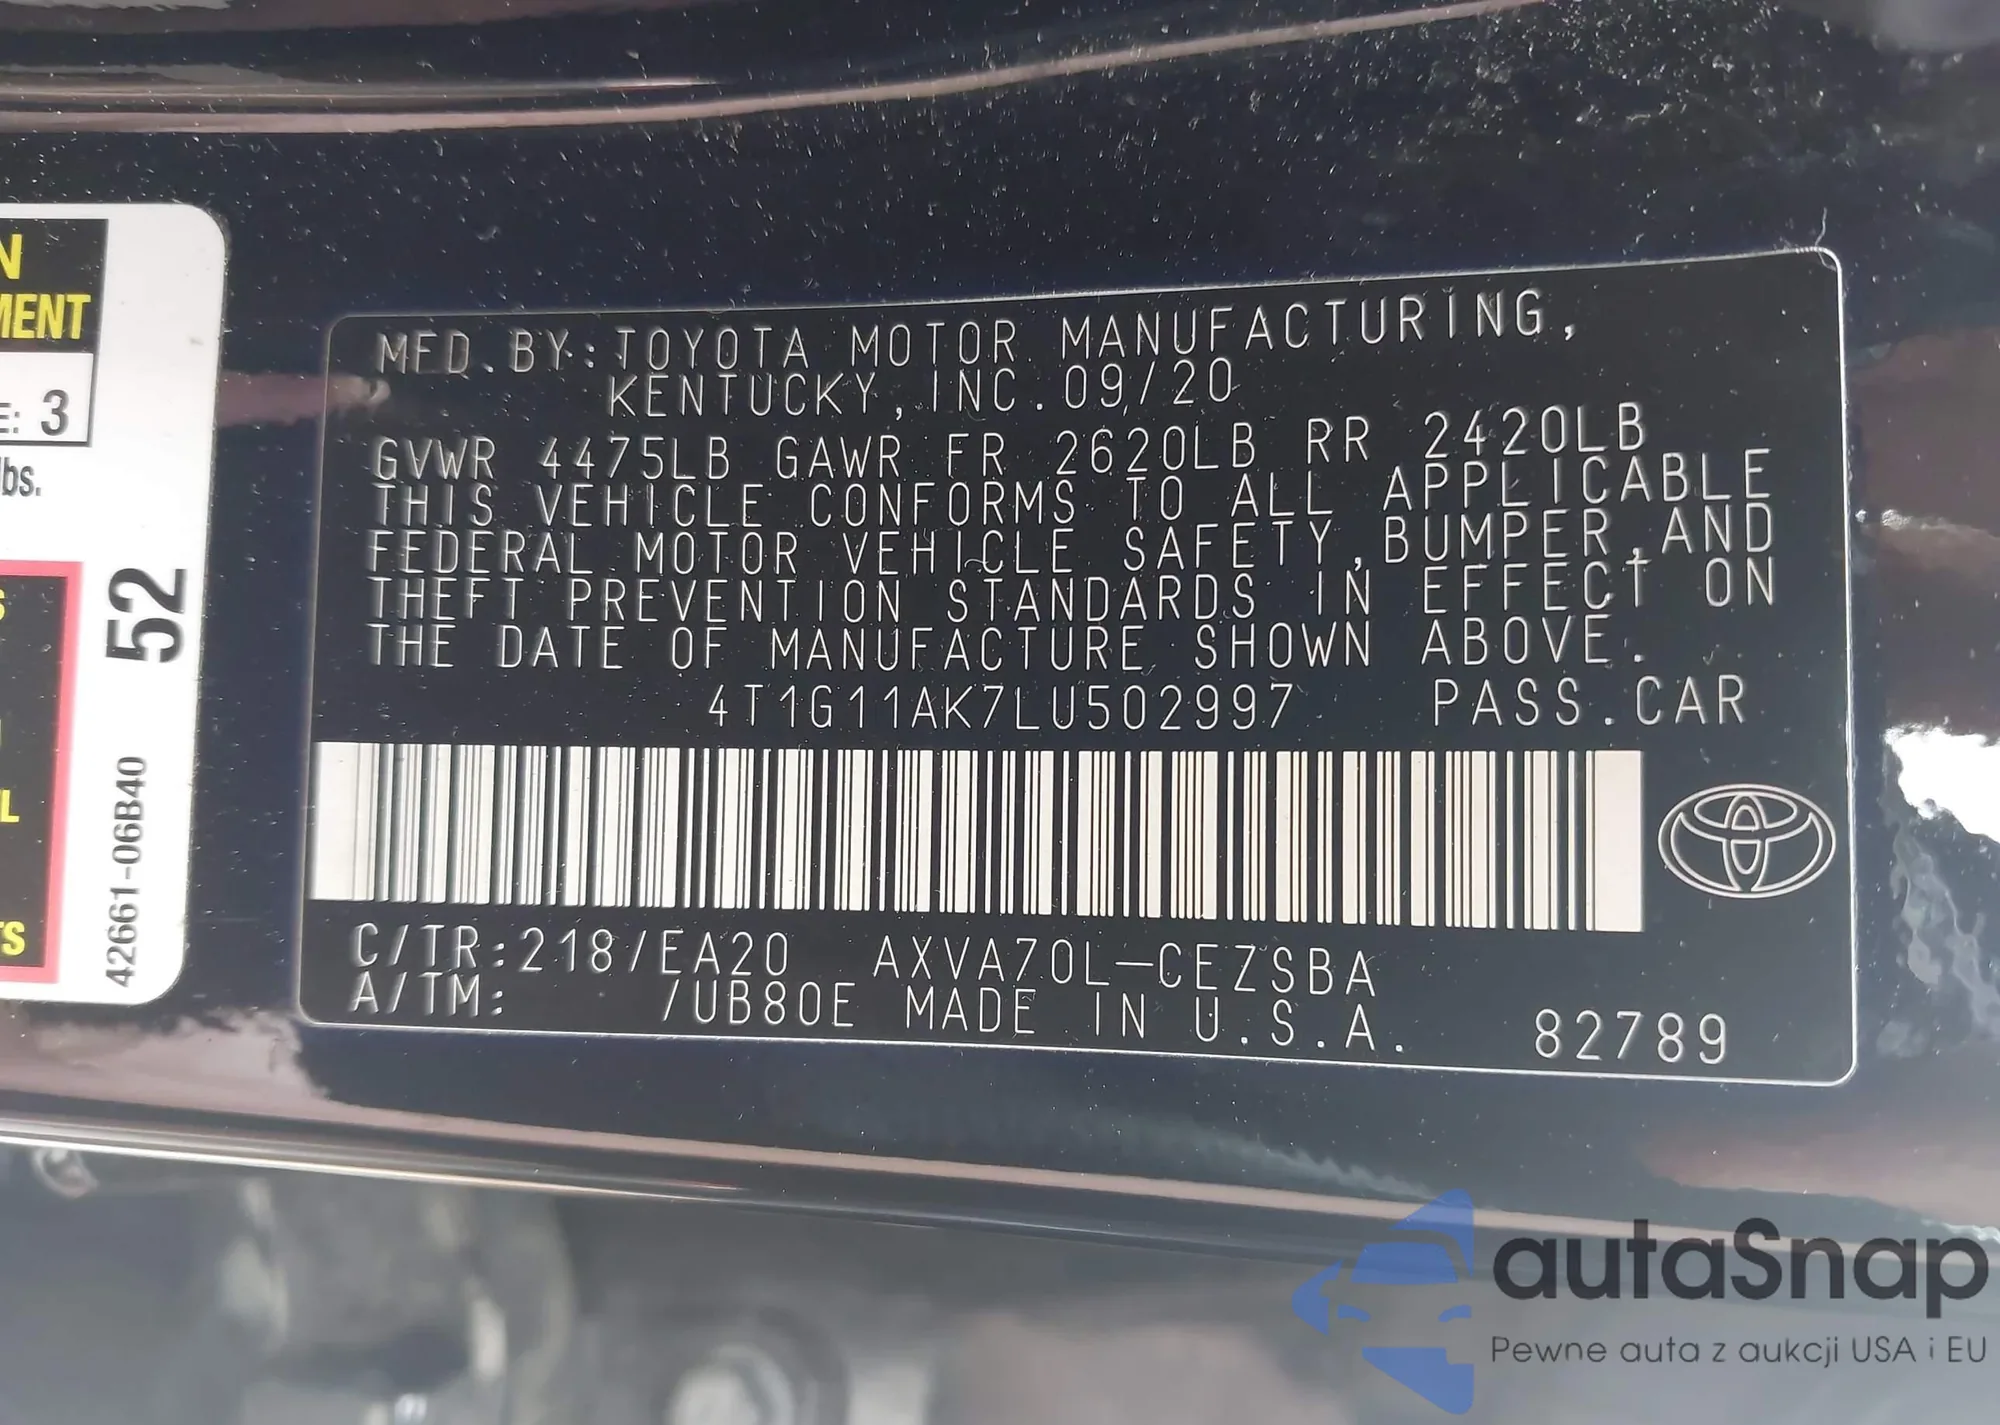 N
MENT
E: 3
lbs.
S
L
TS
52
42661-06B40
MFD.BY:TOYOTA MOTOR MANUFACTURING,
KENTUCKY,INC.09/20
GVWR 4475LB GAWR FR 2620LB RR 2420LB
THIS VEHICLE CONFORMS TO ALL APPLICABLE
FEDERAL MOTOR VEHICLE SAFETY,BUMPER,AND
THEFT PREVENTION STANDARDS IN EFFECT ON
THE DATE OF MANUFACTURE SHOWN ABOVE.
4T1G11AK7LU502997 PASS.CAR
C/TR:218/EA20 AXVA70L-CEZSBA
A/TM: /UB80E MADE IN U.S.A. 82789
autaSnap
Pewne auta z aukcji USA i EU